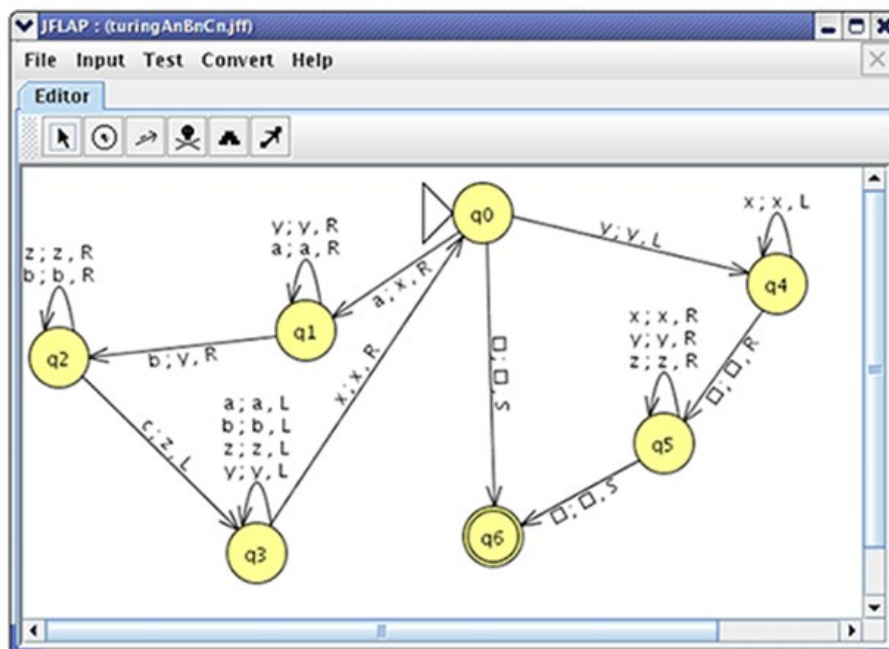 JFLAP : (turingAnBnCn.jff)
File Input Test Convert Help
Editor
q0
x ; x , L
y ; y , R
a ; a , R
z ; z , R
b ; b , R
y ; y , L
q4
a ; x , R
q1
x ; x , R
y ; y , R
z ; z , R
q2
b ; y , R
□ ; □ , S
□ ; □ , R
x ; x , R
a ; a , L
b ; b , L
z ; z , L
y ; y , L
c ; z , L
q5
□ ; □ , S
q6
q3